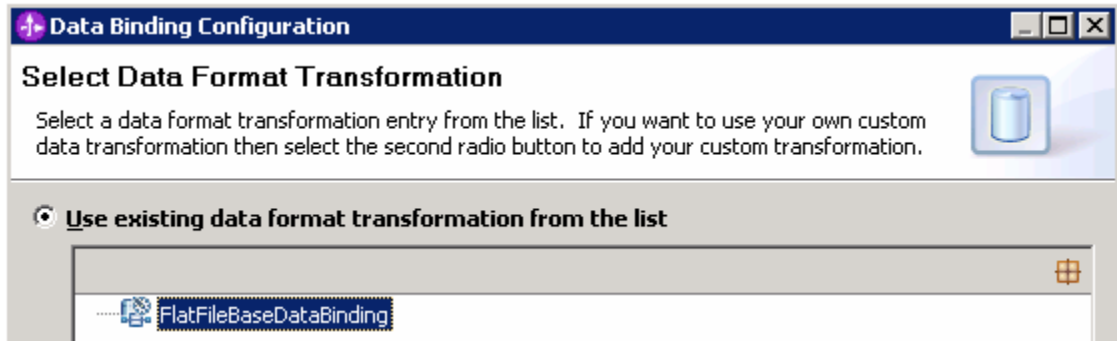 Data Binding Configuration
Select Data Format Transformation
Select a data format transformation entry from the list. If you want to use your own custom
data transformation then select the second radio button to add your custom transformation.
Use existing data format transformation from the list
FlatFileBaseDataBinding